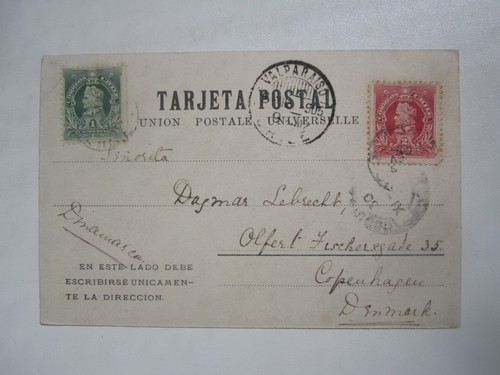 TARJETA POSTAL
VALPARAISO
UNION POSTALE UNIVERSELLE
Señorita
Dagmar Lebrecht,
Dinamarca
Olfert Fischersgade 35.
EN ESTE LADO DEBE
ESCRIBIRSE UNICAMEN-
TE LA DIRECCION.
Copenhagen
Denmark.